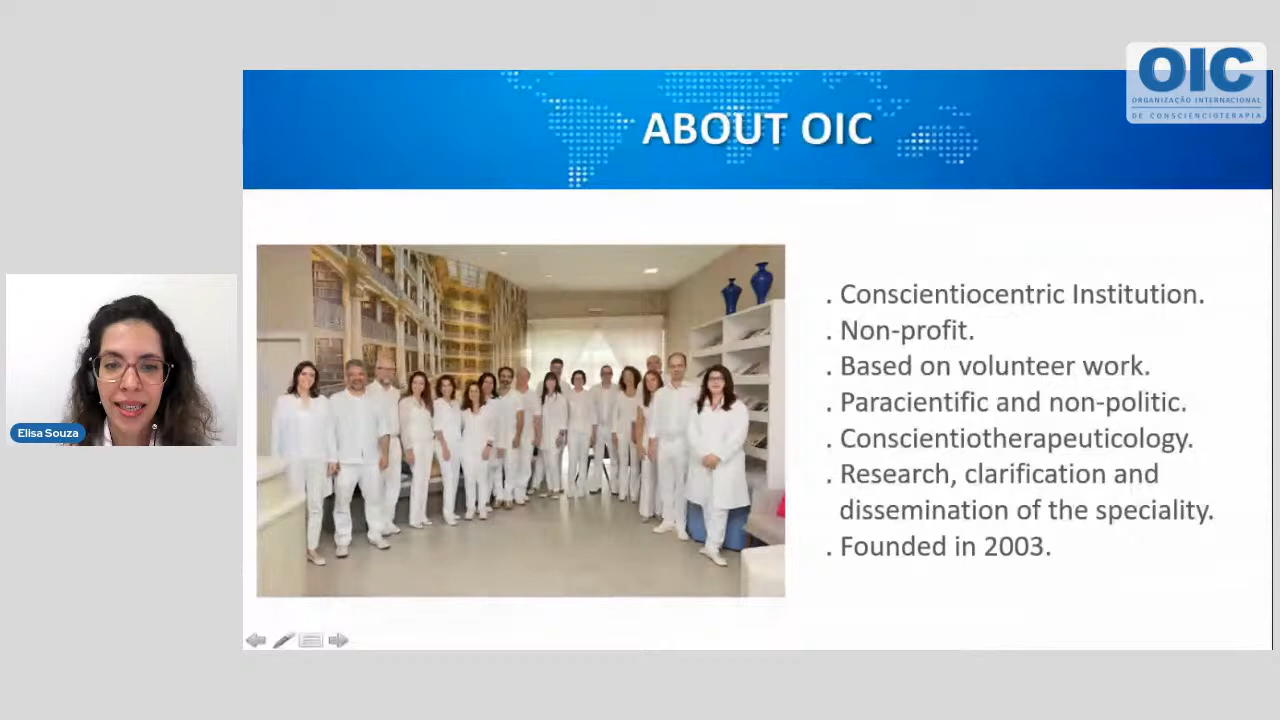 OIC
ORGANIZAÇÃO INTERNACIONAL
DE CONSCIENCIOTERAPIA
ABOUT OIC
. Conscientiocentric Institution.
. Non-profit.
. Based on volunteer work.
. Paracientific and non-politic.
. Conscientiotherapeuticology.
. Research, clarification and
dissemination of the speciality.
. Founded in 2003.
Elisa Souza